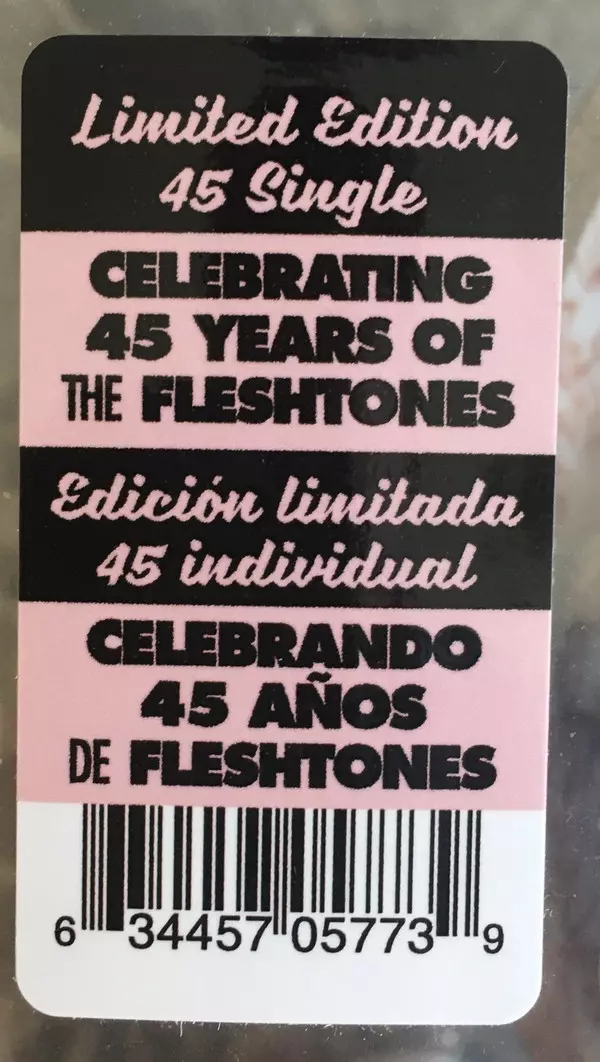 Limited Edition
45 Single
CELEBRATING
45 YEARS OF
THE FLESHTONES
Edición limitada
45 individual
CELEBRANDO
45 AÑOS
DE FLESHTONES
6 34457 05773 9